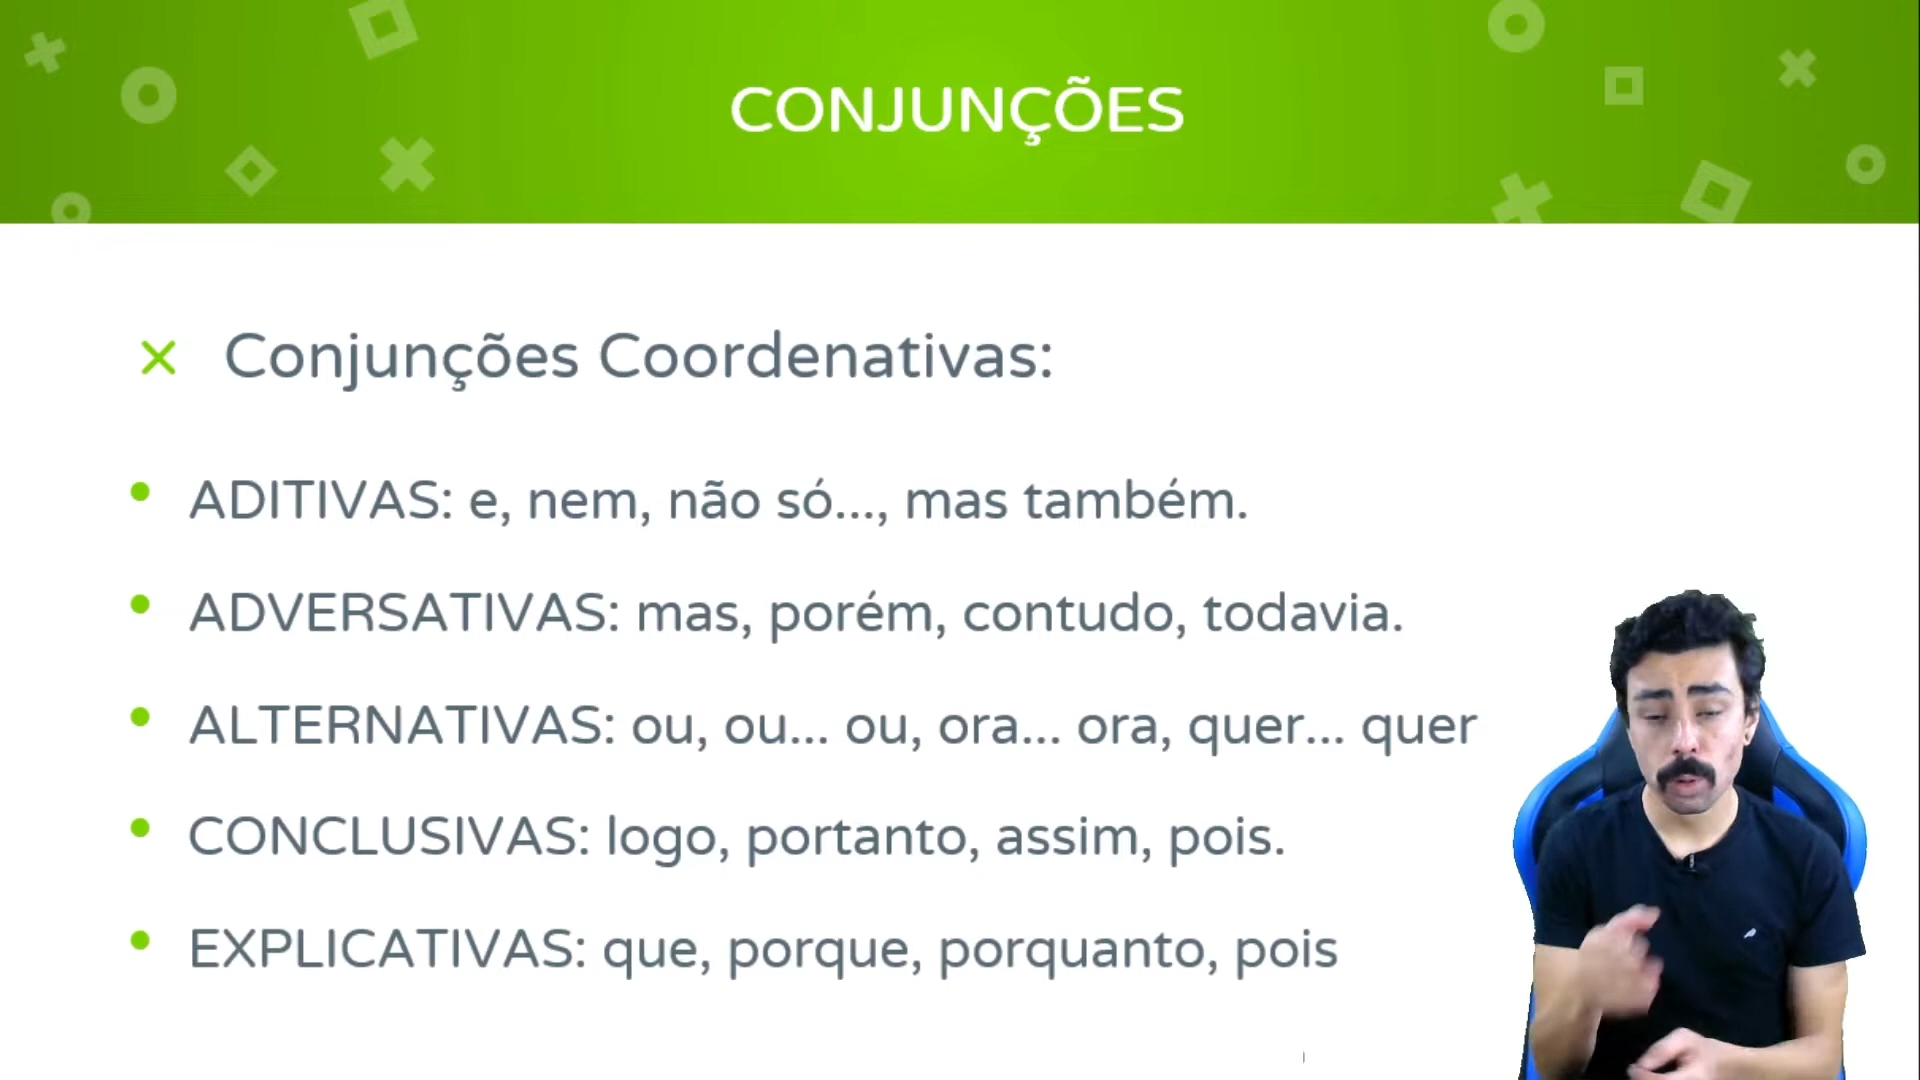 CONJUNÇÕES
Conjunções Coordenativas:
ADITIVAS: e, nem, não só..., mas também.
ADVERSATIVAS: mas, porém, contudo, todavia.
ALTERNATIVAS: ou, ou... ou, ora... ora, quer... quer
CONCLUSIVAS: logo, portanto, assim, pois.
EXPLICATIVAS: que, porque, porquanto, pois